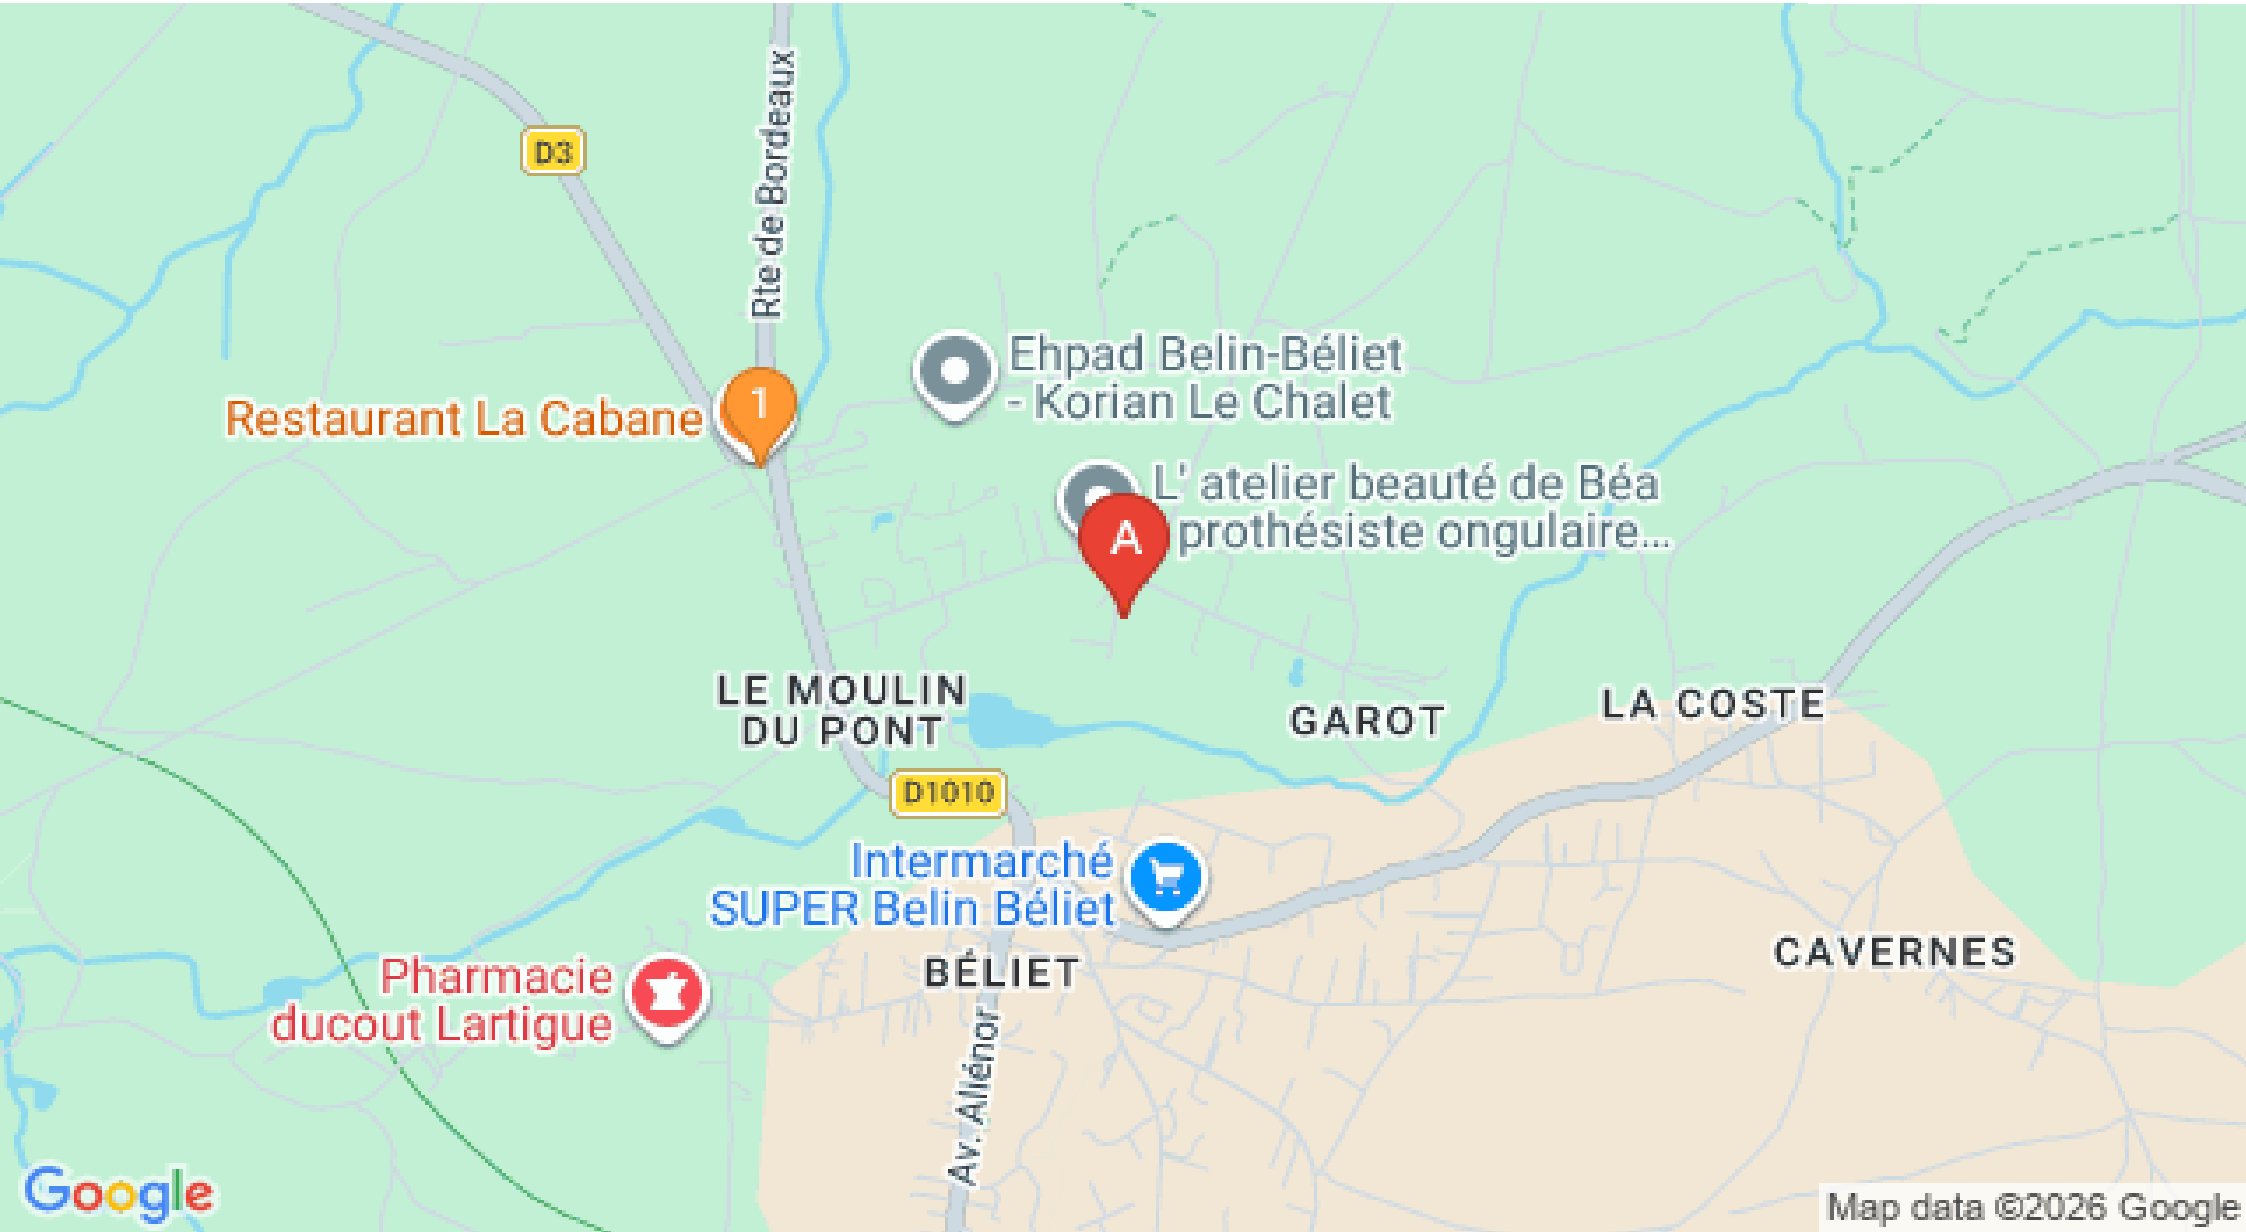 Rte de Bordeaux
D3
Ehpad Belin-Béliet
- Korian Le Chalet
1
Restaurant La Cabane
L' atelier beauté de Béa
prothésiste ongulaire...
A
LE MOULIN
DU PONT
GAROT
LA COSTE
D1010
Intermarché
SUPER Belin Béliet
CAVERNES
BÉLIET
Pharmacie
ducout Lartigue
Av. Aliénor
Google
Map data ©2026 Google